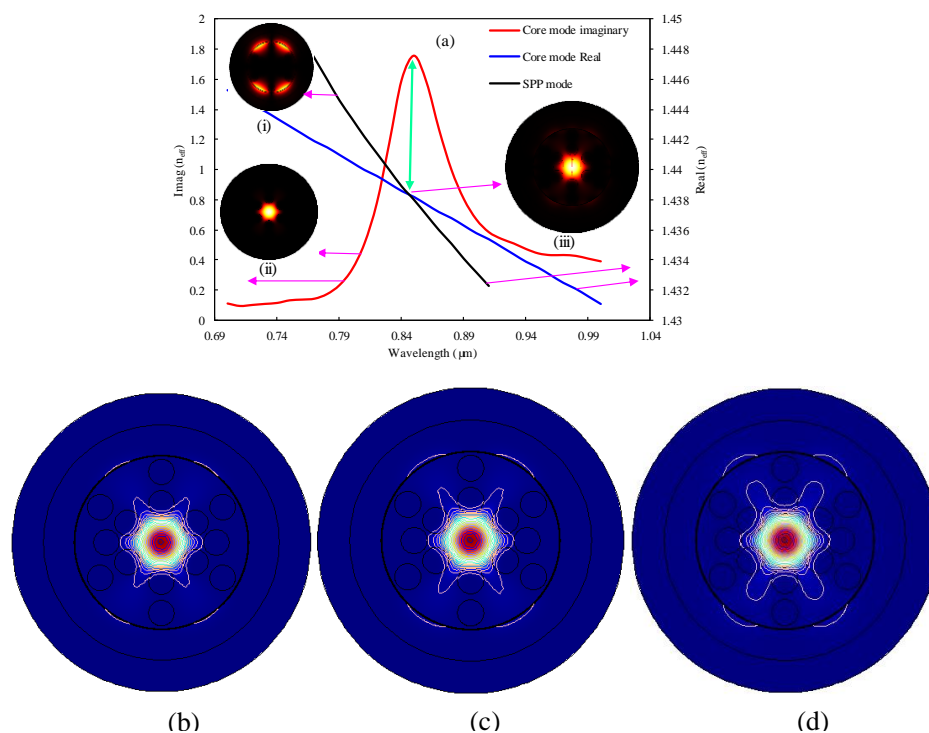 (a)
Core mode imaginary
Core mode Real
SPP mode
(i)
(ii)
(iii)
Imag (n_eff)
2
1.8
1.6
1.4
1.2
1
0.8
0.6
0.4
0.2
0
1.45
1.448
1.446
1.444
1.442
1.44
1.438
1.436
1.434
1.432
1.43
Real (n_eff)
0.69
0.74
0.79
0.84
0.89
0.94
0.99
1.04
Wavelength (μm)
(b)
(c)
(d)